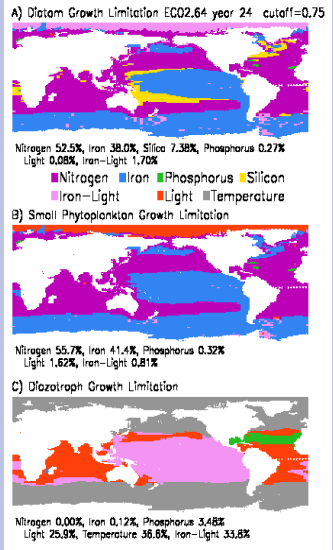 A) Diatom Growth Limitation ECO2.64 year 24 cutoff=0.75
Nitrogen 52.5%, Iron 38.0%, Silica 7.38%, Phosphorus 0.27%
Light 0.08%, Iron-Light 1.70%
Nitrogen Iron Phosphorus Silicon
Iron-Light Light Temperature
B) Small Phytoplankton Growth Limitation
Nitrogen 55.7%, Iron 41.4%, Phosphorus 0.32%
Light 1.62%, Iron-Light 0.81%
C) Diazotroph Growth Limitation
Nitrogen 0.00%, Iron 0.12%, Phosphorus 3.48%
Light 25.9%, Temperature 36.6%, Iron-Light 33.8%